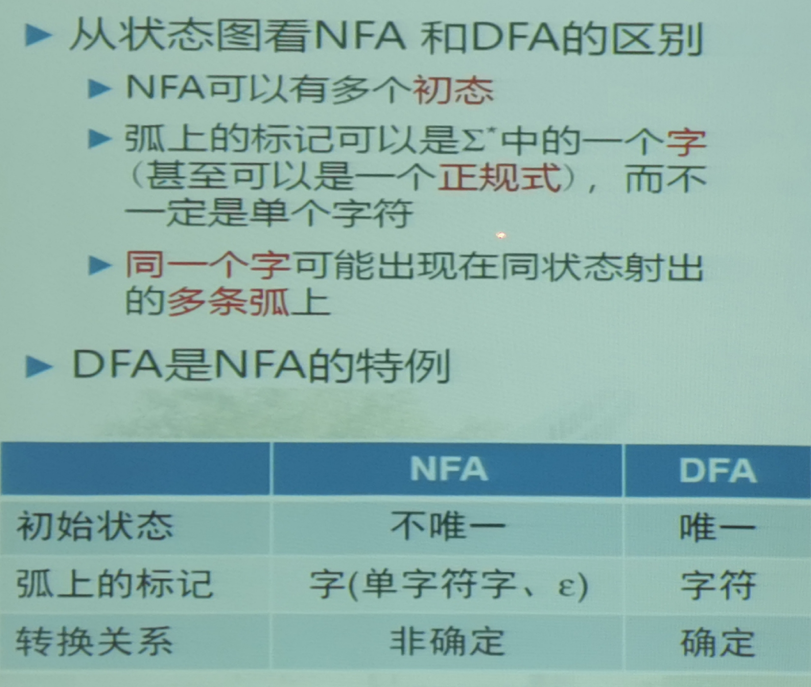 从状态图看NFA 和DFA的区别
NFA可以有多个初态
弧上的标记可以是Σ*中的一个字
（甚至可以是一个正规式），而不
一定是单个字符
同一个字可能出现在同状态射出
的多条弧上
DFA是NFA的特例
NFA DFA
初始状态 不唯一 唯一
弧上的标记 字(单字符字、ε) 字符
转换关系 非确定 确定